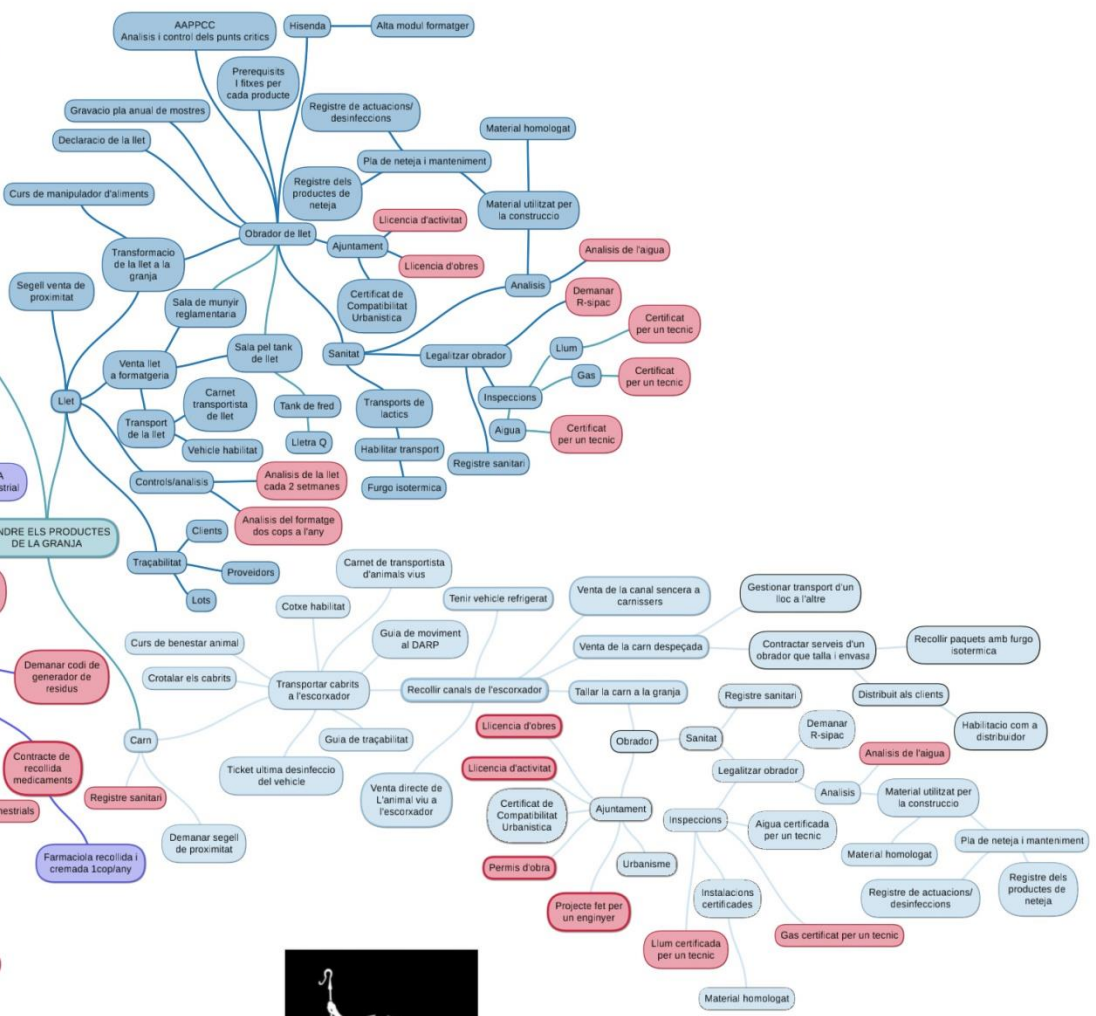 AAPPCC
Analisis i control dels punts critics
Hisenda
Alta modul formatger
Prerequisits
I fitxes per
cada producte
Gravacio pla anual de mostres
Registre de actuacions/
desinfeccions
Declaracio de la llet
Material homologat
Pla de neteja i manteniment
Curs de manipulador d'aliments
Registre dels
productes de
neteja
Material utilitzat per
la construccio
Llicencia d'activitat
Obrador de llet
Ajuntament
Llicencia d'obres
Analisis de l'aigua
Transformacio
de la llet a la
granja
Segell venta de
proximitat
Sala de munyir
reglamentaria
Certificat de
Compatibilitat
Urbanistica
Analisis
Demanar
R-sipac
Certificat
per un tecnic
Sala pel tank
de llet
Sanitat
Legalitzar obrador
Llum
Venta llet
a formatgeria
Gas
Certificat
per un tecnic
Llet
Carnet
transportista
de llet
Tank de fred
Transports de
lactics
Inspeccions
Transport
de la llet
Vehicle habilitat
Lletra Q
Aigua
Certificat
per un tecnic
Habilitar transport
Registre sanitari
Furgo isotermica
Controls/analisis
Analisis de la llet
cada 2 setmanes
Analisis del formatge
dos cops a l'any
A
strial
NDRE ELS PRODUCTES
DE LA GRANJA
Clients
Traçabilitat
Proveidors
Lots
Carnet de transportista
d'animals vius
Cotxe habilitat
Tenir vehicle refrigerat
Venta de la canal sencera a
carnissers
Gestionar transport d'un
lloc a l'altre
Curs de benestar animal
Guia de moviment
al DARP
Venta de la carn despeçada
Contractar serveis d'un
obrador que talla i envasa
Recollir paquets amb furgo
isotermica
Demanar codi de
generador de
residus
Crotalar els cabrits
Transportar cabrits
a l'escorxador
Recollir canals de l'escorxador
Tallar la carn a la granja
Registre sanitari
Distribuit als clients
Habilitacio com a
distribuidor
Carn
Guia de traçabilitat
Llicencia d'obres
Obrador
Sanitat
Demanar
R-sipac
Analisis de l'aigua
Contracte de
recollida
medicaments
Ticket ultima desinfeccio
del vehicle
Venta directe de
L'animal viu a
l'escorxador
Llicencia d'activitat
Legalitzar obrador
Analisis
Material utilitzat per
la construccio
Registre sanitari
nestrials
Certificat de
Compatibilitat
Urbanistica
Ajuntament
Inspeccions
Aigua certificada
per un tecnic
Pla de neteja i manteniment
Material homologat
Demanar segell
de proximitat
Farmaciola recollida i
cremada 1cop/any
Permis d'obra
Urbanisme
Instalacions
certificades
Registre de actuacions/
desinfeccions
Registre dels
productes de
neteja
Projecte fet per
un enginyer
Llum certificada
per un tecnic
Gas certificat per un tecnic
Material homologat